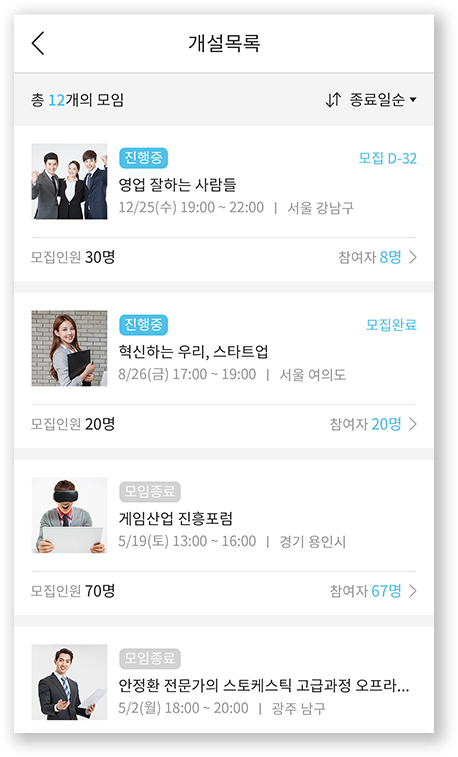 개설목록
총 12개의 모임
종료일순
진행중
모집 D-32
영업 잘하는 사람들
12/25(수) 19:00 ~ 22:00 | 서울 강남구
모집인원 30명
참여자 8명
진행중
모집완료
혁신하는 우리, 스타트업
8/26(금) 17:00 ~ 19:00 | 서울 여의도
모집인원 20명
참여자 20명
모임종료
게임산업 진흥포럼
5/19(토) 13:00 ~ 16:00 | 경기 용인시
모집인원 70명
참여자 67명
모임종료
안정환 전문가의 스토케스틱 고급과정 오프라...
5/2(월) 18:00 ~ 20:00 | 광주 남구